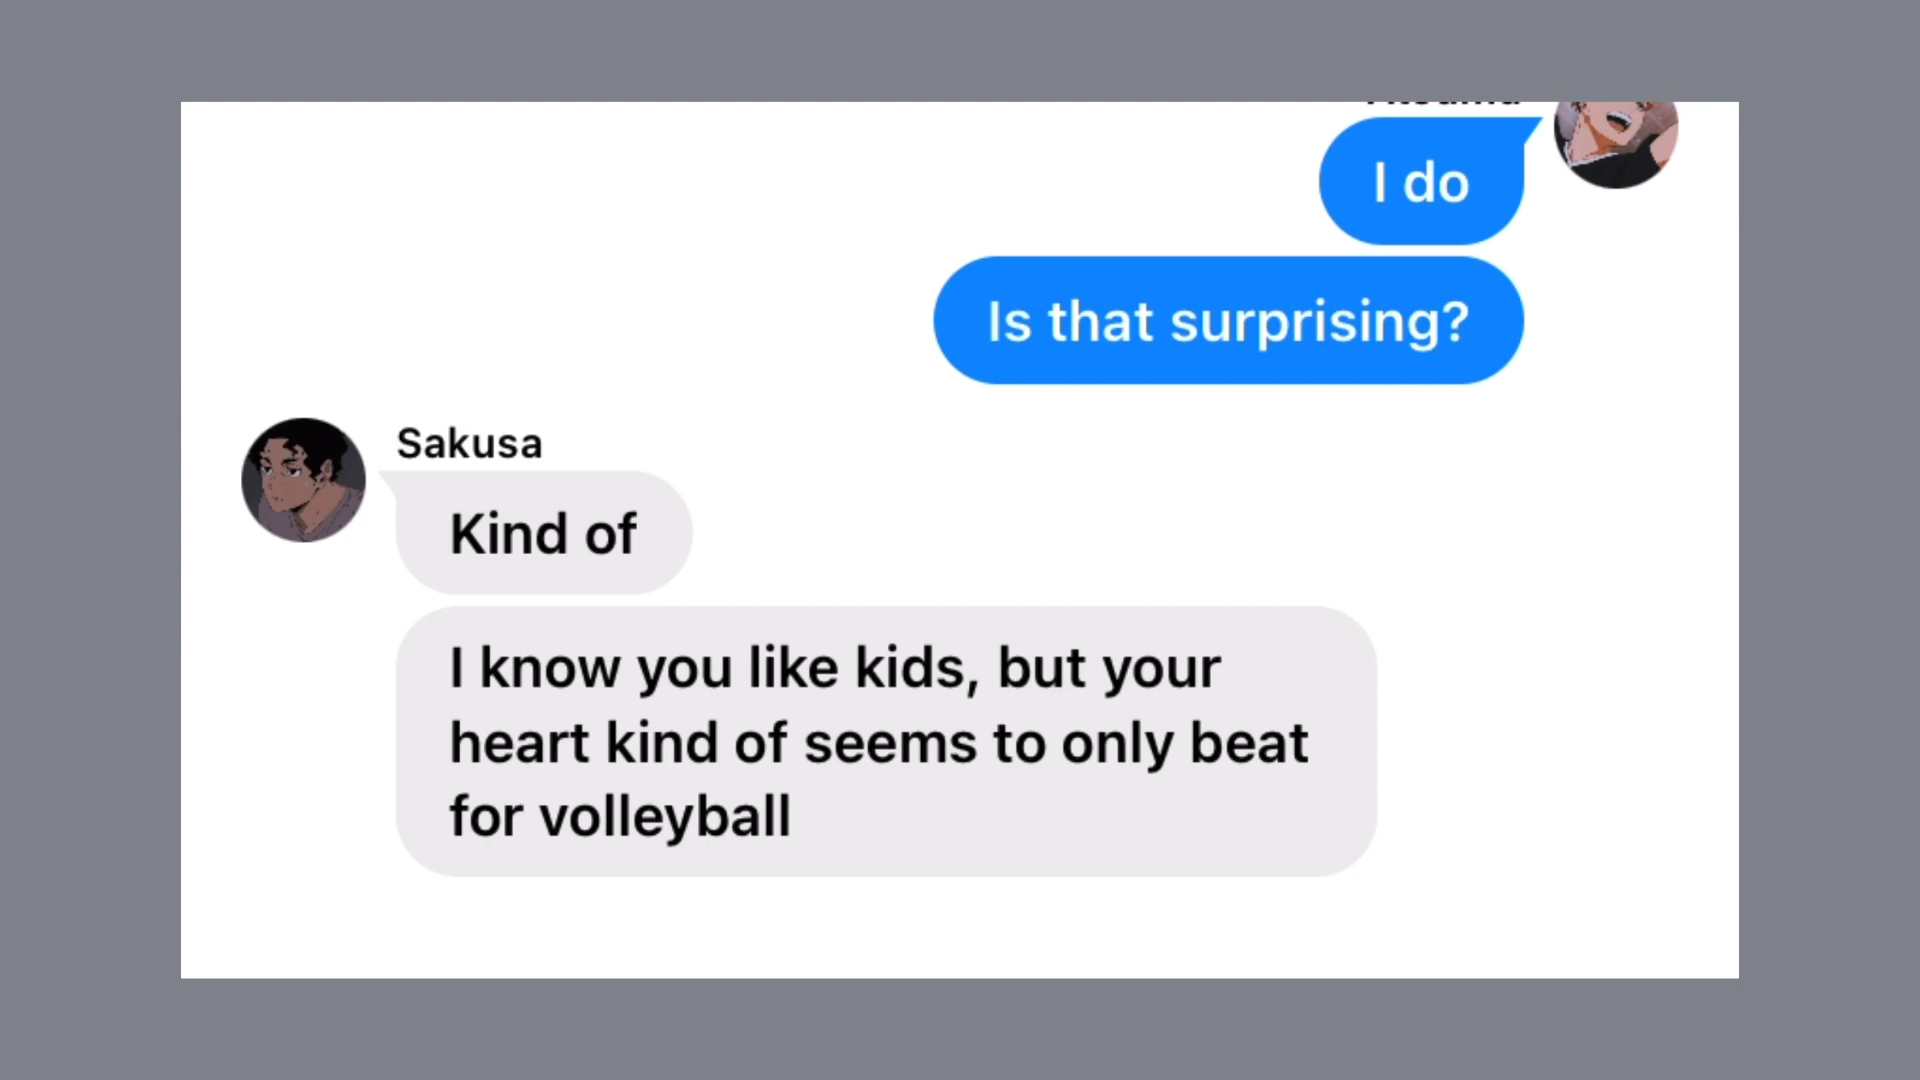 I do
Is that surprising?
Sakusa
Kind of
I know you like kids, but your
heart kind of seems to only beat
for volleyball